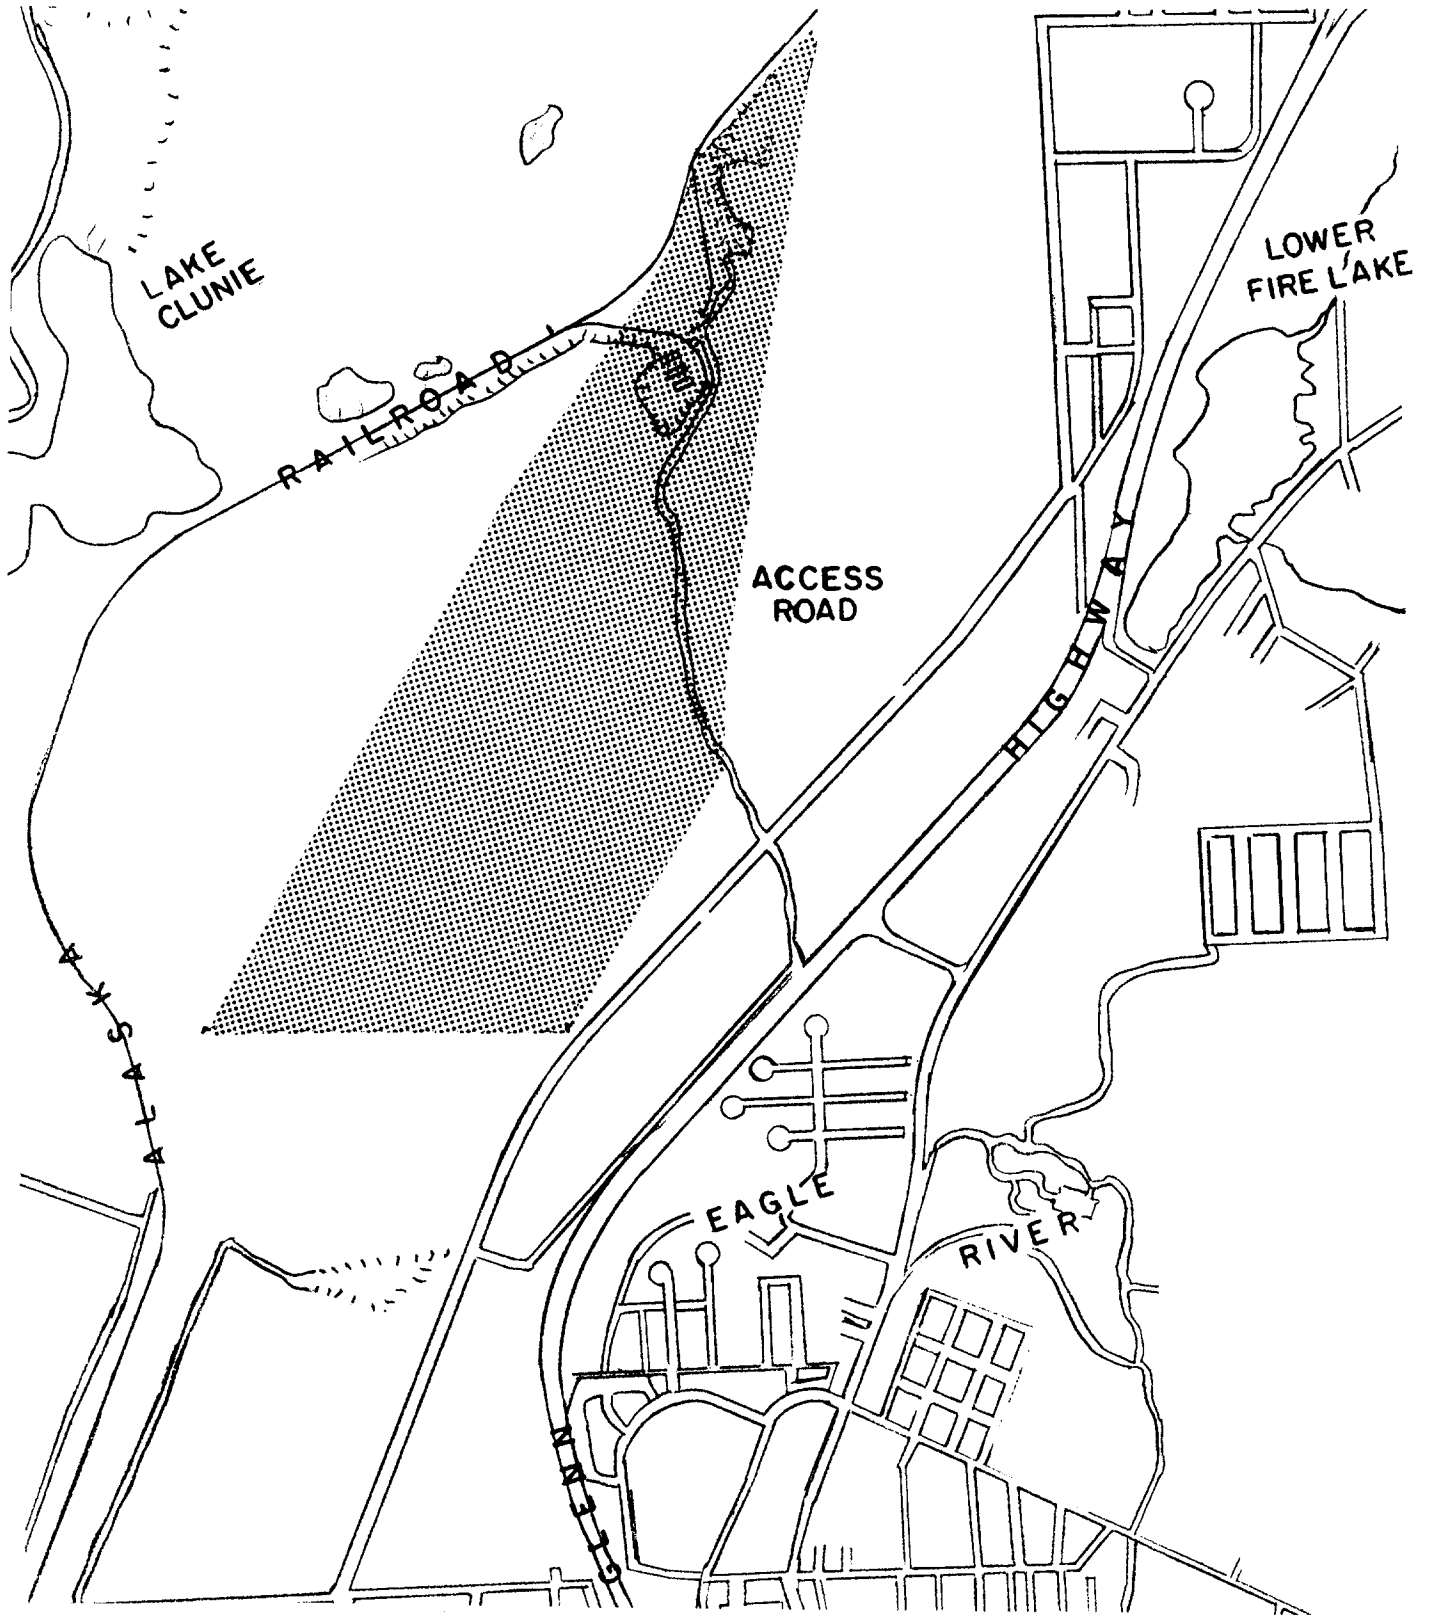 LAKE
CLUNIE
LOWER
FIRE LAKE
ALASKA RAILROAD
ACCESS
ROAD
GLENN HIGHWAY
EAGLE RIVER